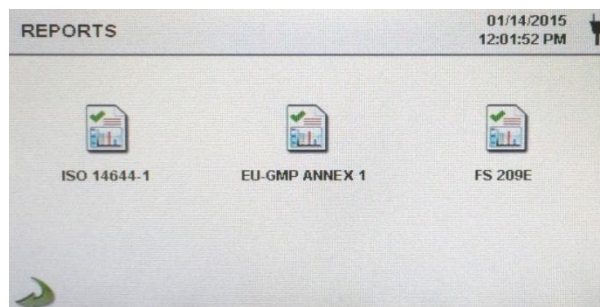 REPORTS
01/14/2015
12:01:52 PM
ISO 14644-1
EU-GMP ANNEX 1
FS 209E